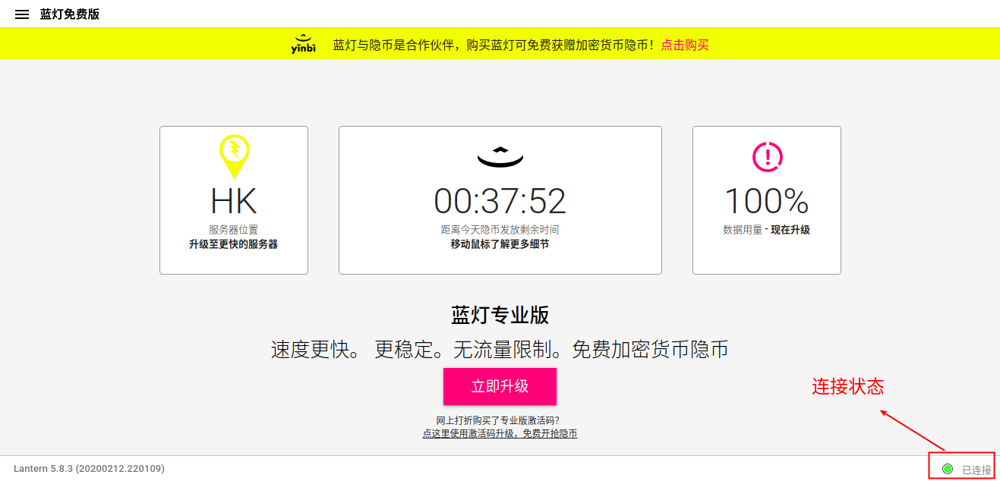 蓝灯免费版
yinbi 蓝灯与隐币是合作伙伴，购买蓝灯可免费获赠加密货币隐币！点击购买
HK
服务器位置
升级至更快的服务器
00:37:52
距离今天隐币发放剩余时间
移动鼠标了解更多细节
100%
数据用量 - 现在升级
蓝灯专业版
速度更快。 更稳定。无流量限制。免费加密货币隐币
立即升级
网上打折购买了专业版激活码？
点这里使用激活码升级，免费开抢隐币
连接状态
Lantern 5.8.3 (20200212.220109)
已连接